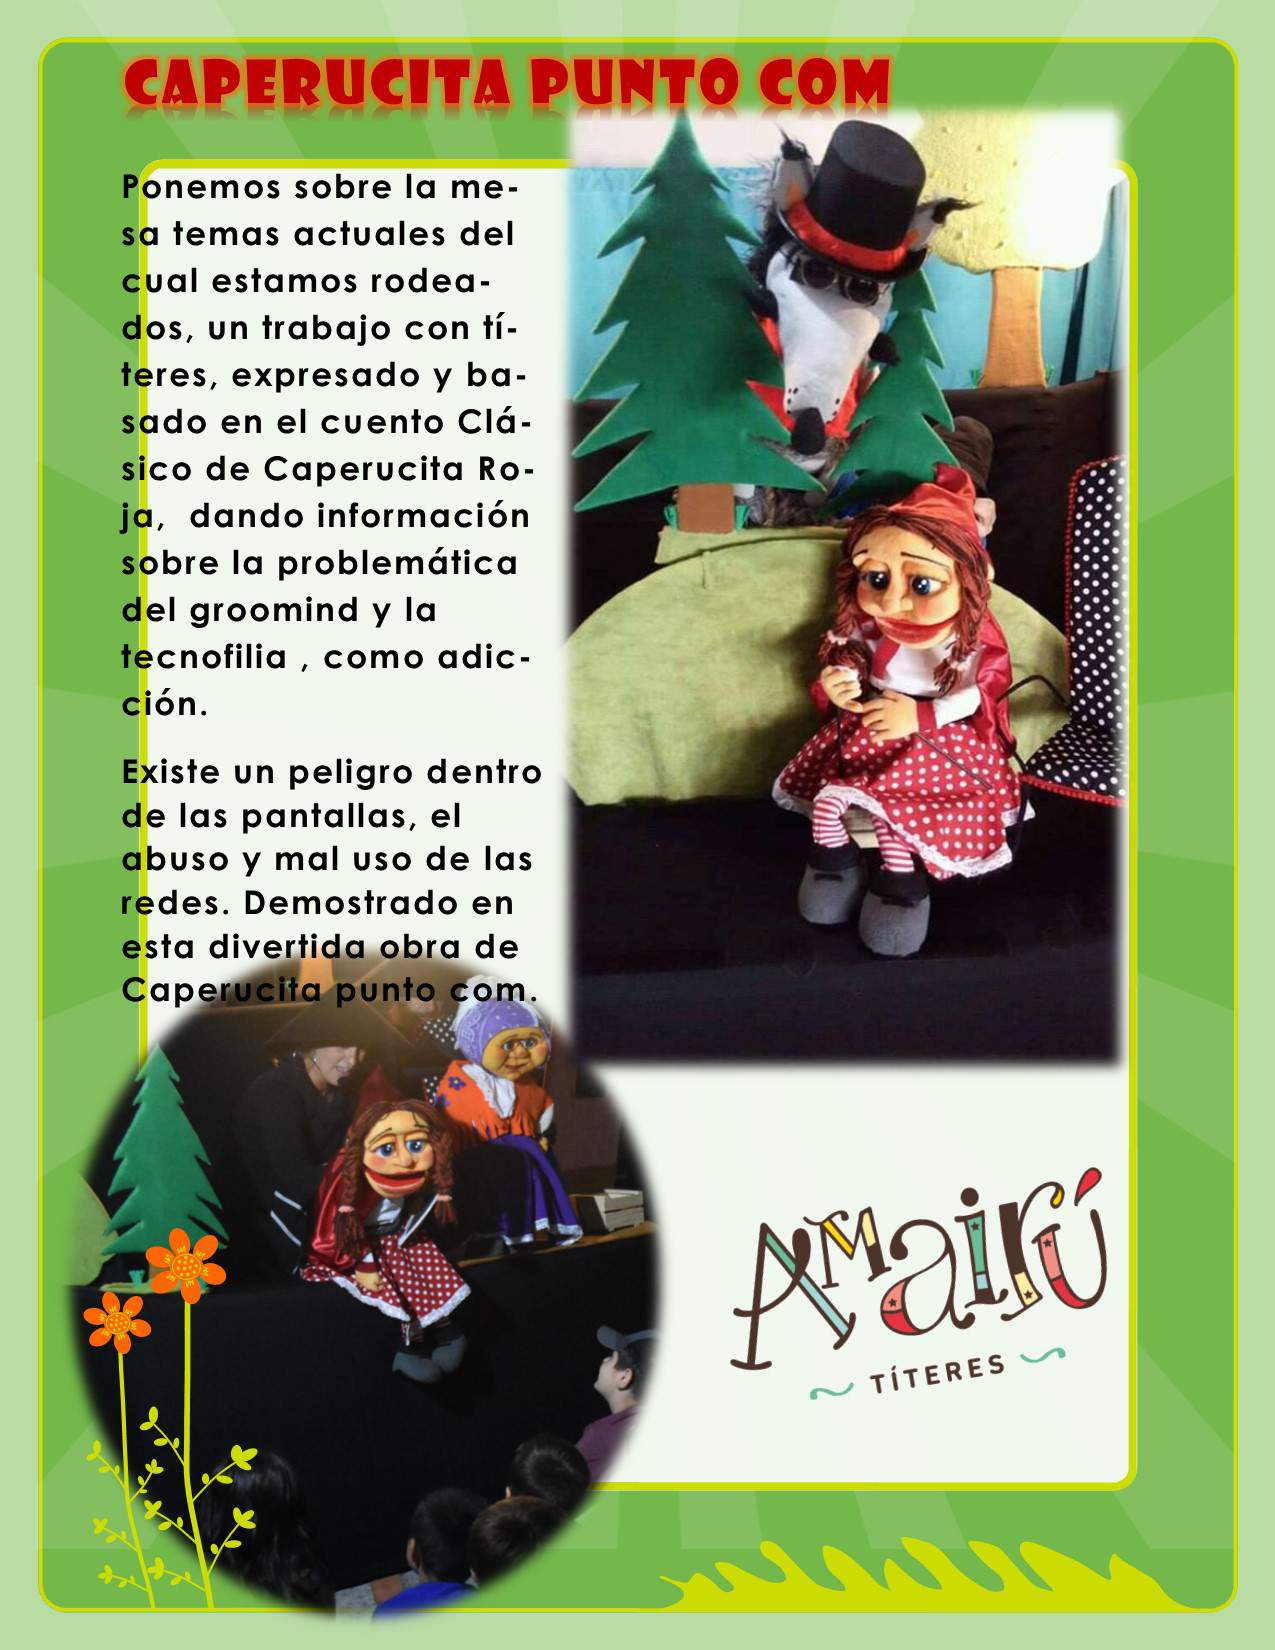 CAPERUCITA PUNTO COM
Ponemos sobre la me-
sa temas actuales del
cual estamos rodea-
dos, un trabajo con tí-
teres, expresado y ba-
sado en el cuento Clá-
sico de Caperucita Ro-
ja, dando información
sobre la problemática
del groomind y la
tecnofilia , como adic-
ción.
Existe un peligro dentro
de las pantallas, el
abuso y mal uso de las
redes. Demostrado en
esta divertida obra de
Caperucita punto com.
Amairú
TÍTERES